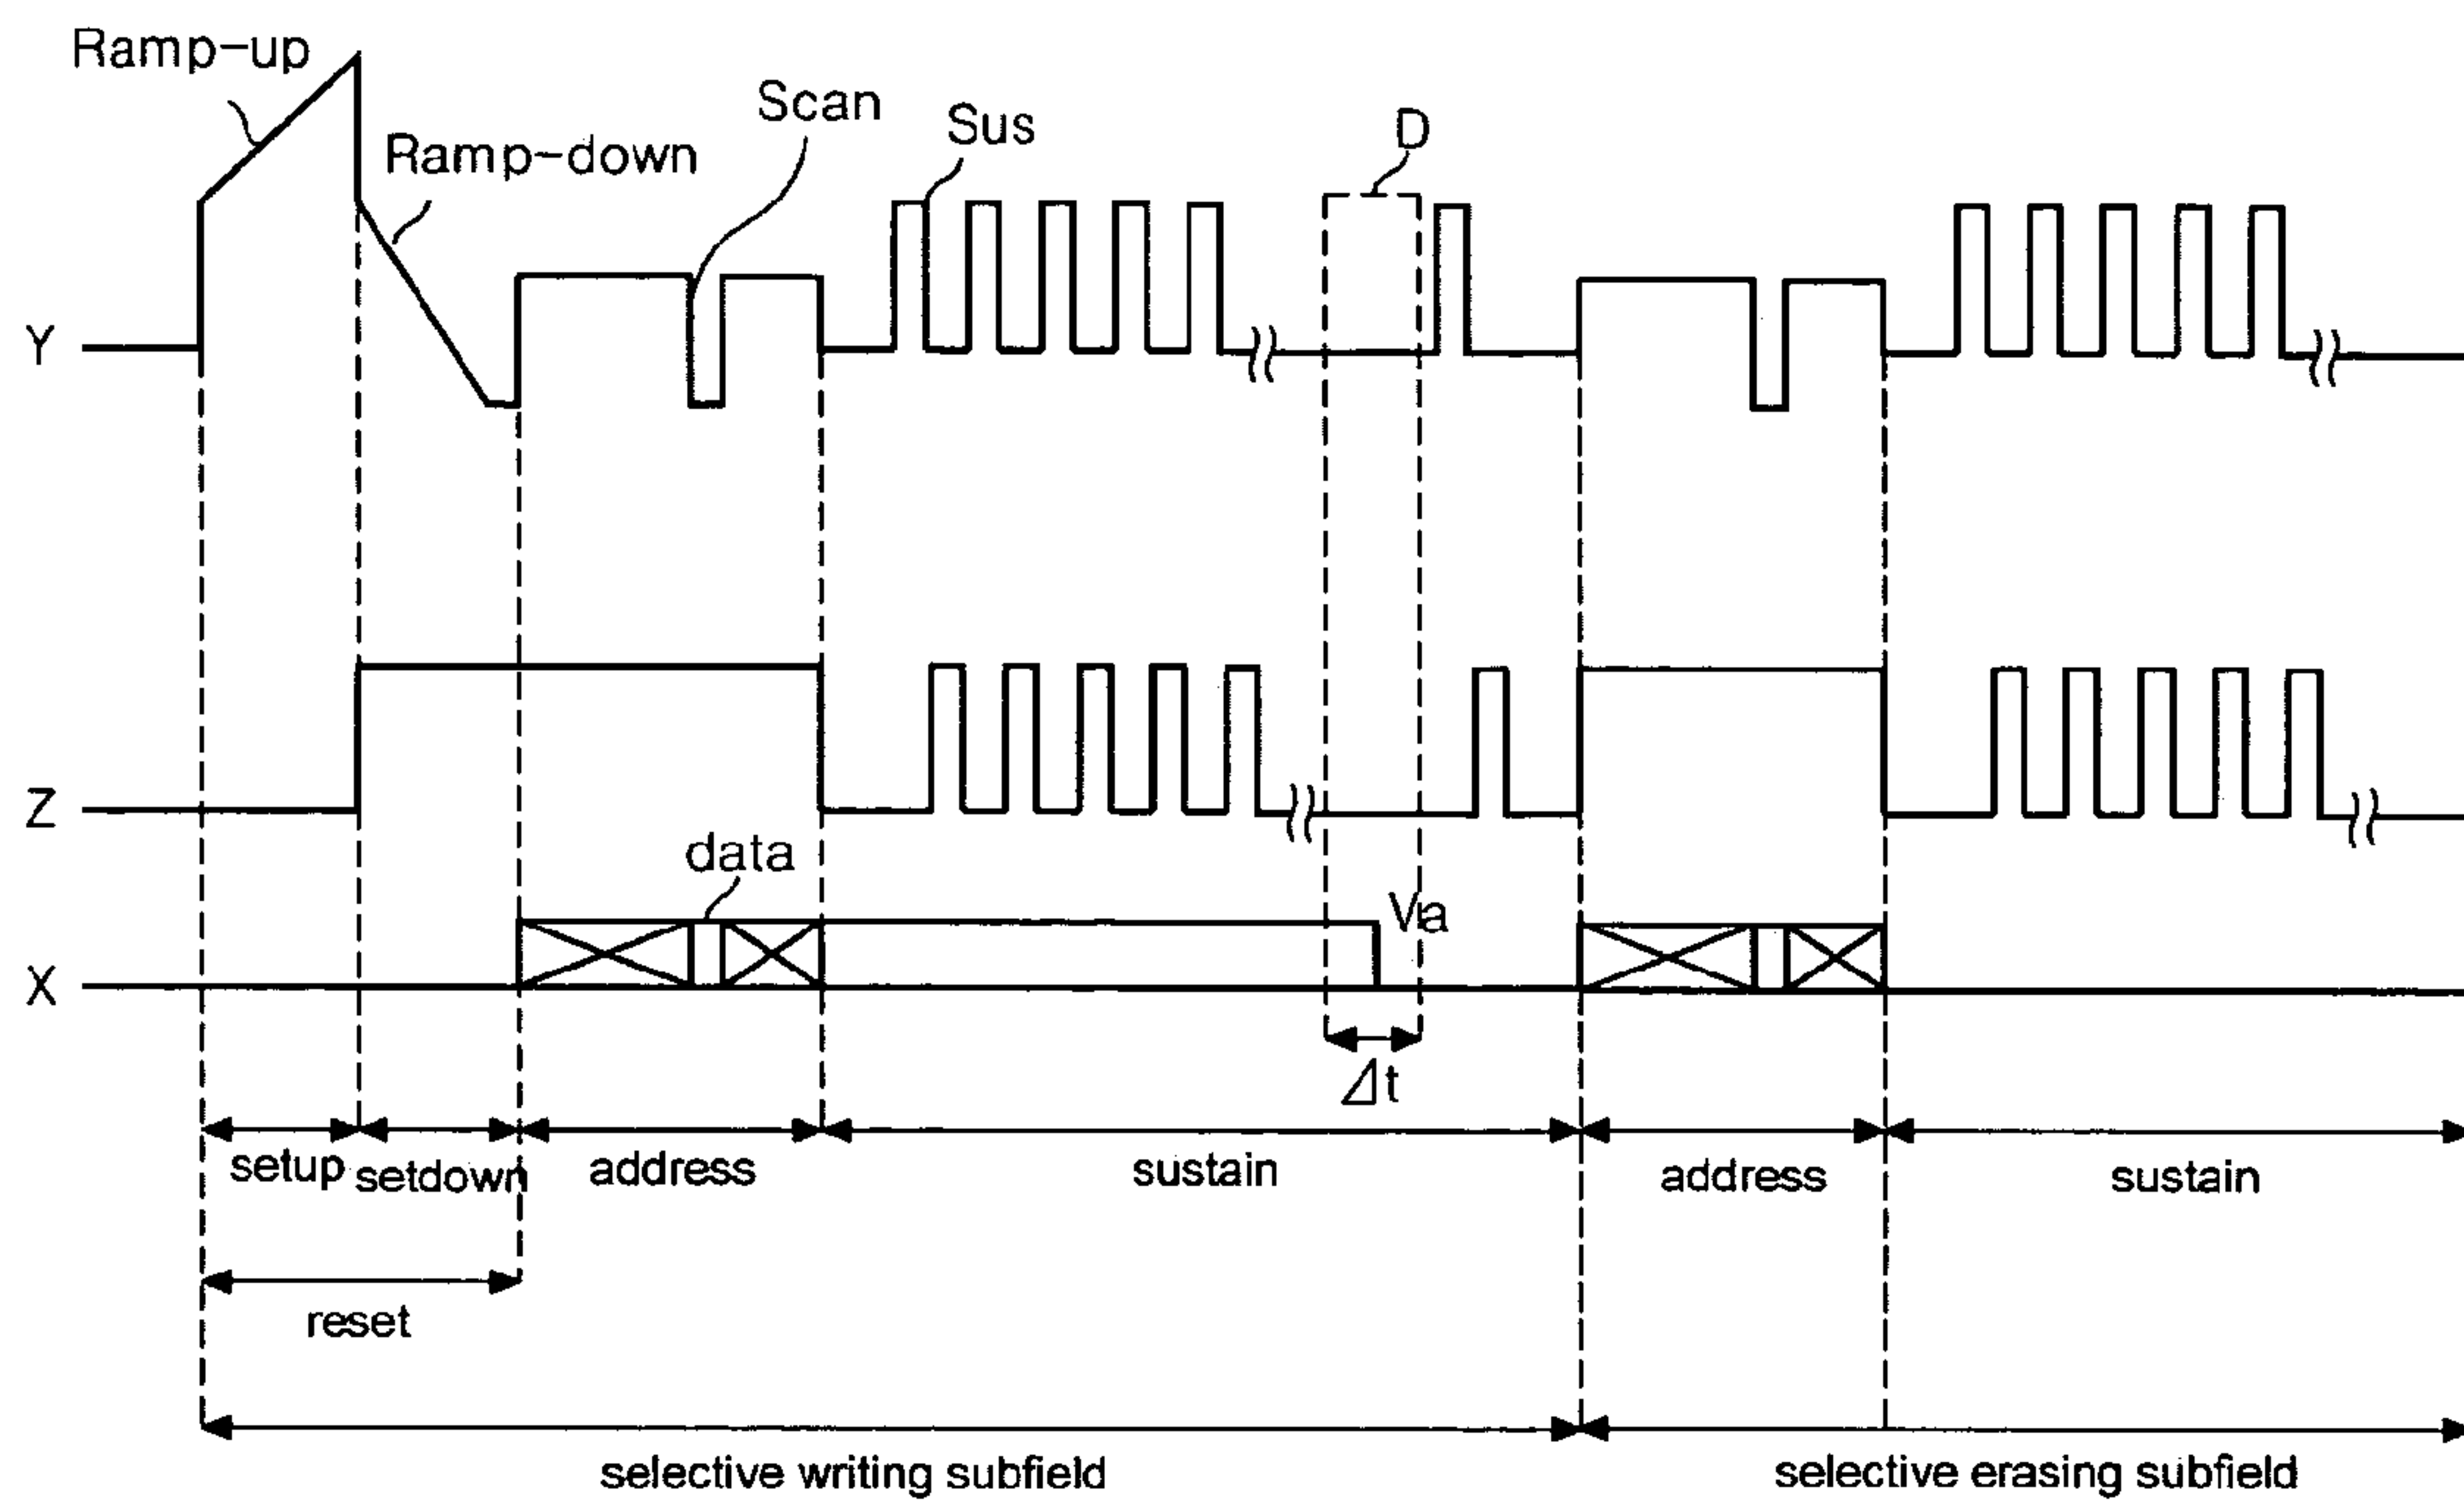 Ramp-up
Scan
Sus
D
Ramp-down
Y
Z
data
Va
X
Δt
setup setdown address sustain address sustain
reset
selective writing subfield selective erasing subfield